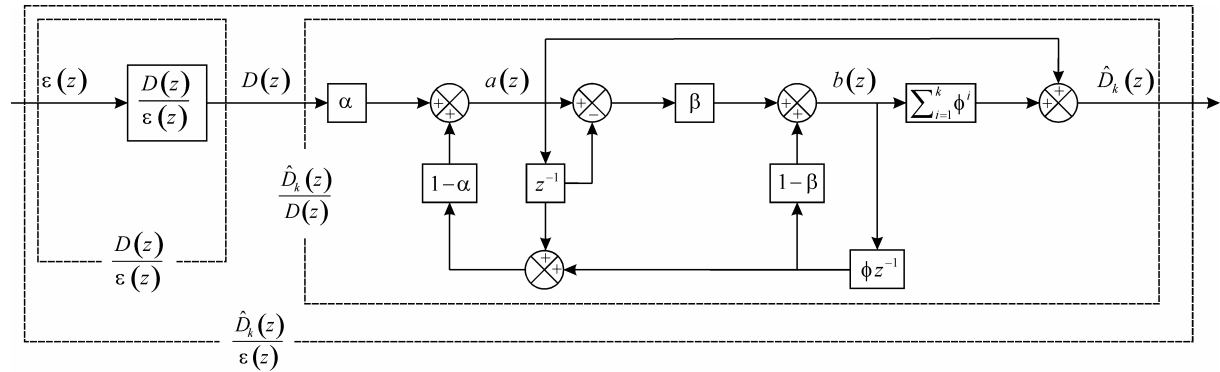 ε(z)
D(z)/ε(z)
D(z)
α
+
+
a(z)
+
−
β
+
+
b(z)
∑_{i=1}^{k} ϕ^i
+
+
D̂_k(z)
1−α
z^{−1}
1−β
D̂_k(z)/D(z)
D(z)/ε(z)
+
+
ϕz^{−1}
D̂_k(z)/ε(z)